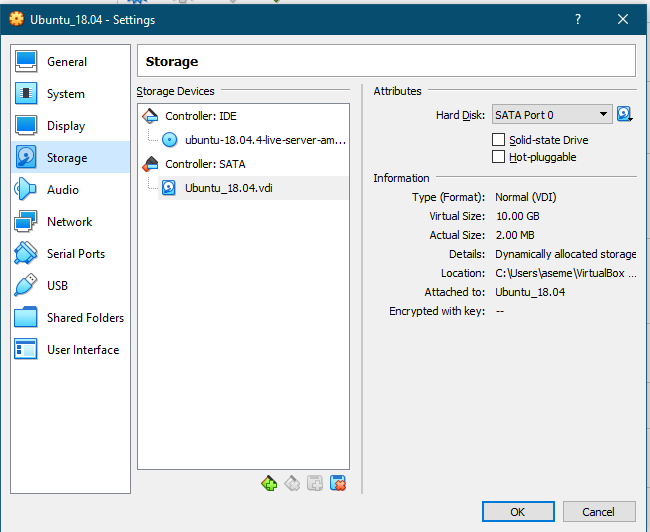 Ubuntu_18.04 - Settings
?
General
System
Display
Storage
Audio
Network
Serial Ports
USB
Shared Folders
User Interface
Storage
Storage Devices
Controller: IDE
ubuntu-18.04.4-live-server-am...
Controller: SATA
Ubuntu_18.04.vdi
Attributes
Hard Disk: SATA Port 0
Solid-state Drive
Hot-pluggable
Information
Type (Format): Normal (VDI)
Virtual Size: 10.00 GB
Actual Size: 2.00 MB
Details: Dynamically allocated storage
Location: C:\Users\aseme\VirtualBox ...
Attached to: Ubuntu_18.04
Encrypted with key: --
OK
Cancel